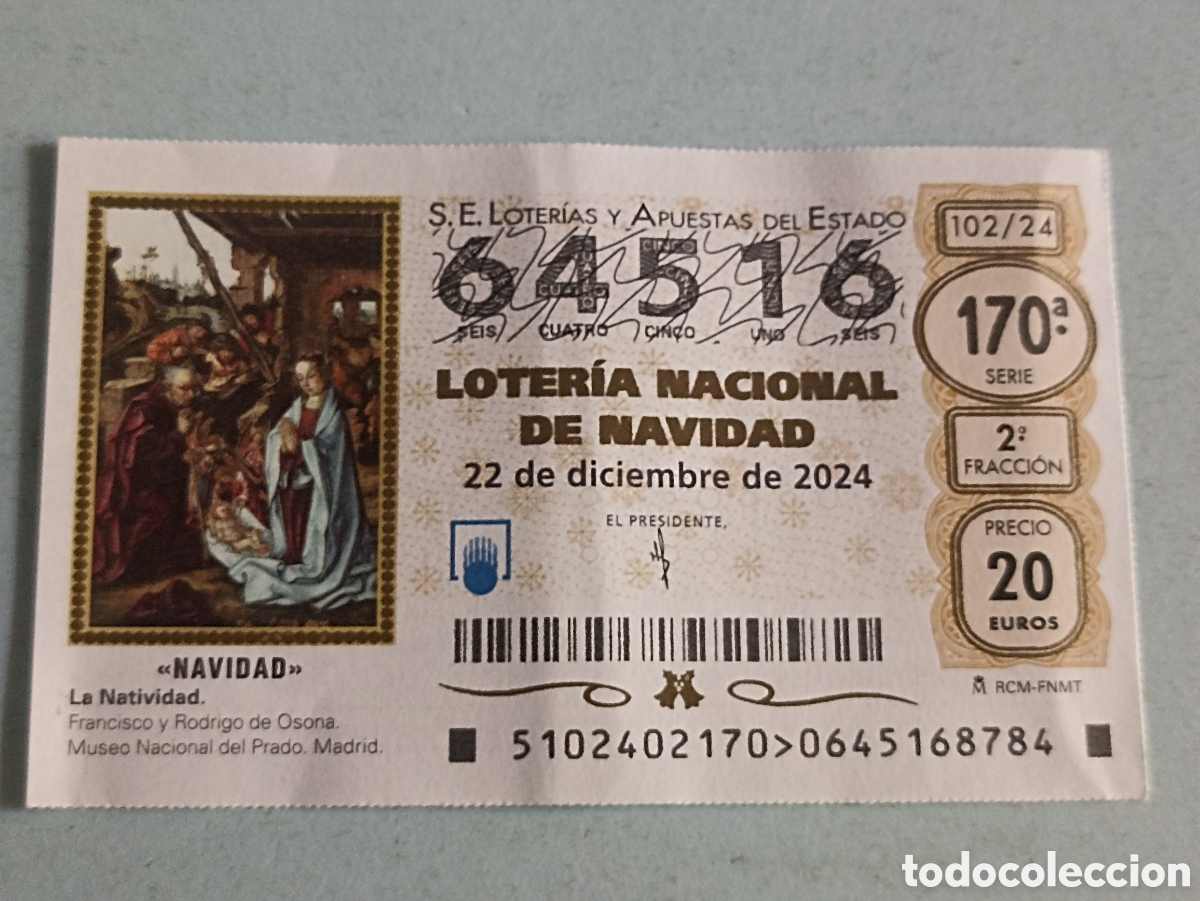 S. E. LOTERÍAS Y APUESTAS DEL ESTADO
64516
CUATRO CINCO
SEIS CUATRO CINCO UNO SEIS
LOTERÍA NACIONAL
DE NAVIDAD
22 de diciembre de 2024
EL PRESIDENTE,
102/24
170ª
SERIE
2ª
FRACCIÓN
PRECIO
20
EUROS
RCM-FNMT
«NAVIDAD»
La Natividad.
Francisco y Rodrigo de Osona.
Museo Nacional del Prado. Madrid.
5102402170>0645168784
todocoleccion